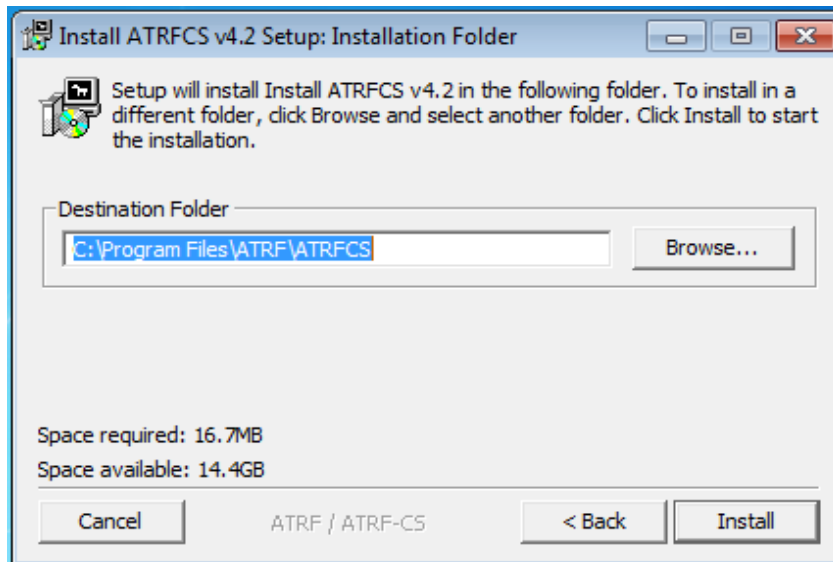 Install ATRFCS v4.2 Setup: Installation Folder
Setup will install Install ATRFCS v4.2 in the following folder. To install in a
different folder, click Browse and select another folder. Click Install to start
the installation.
Destination Folder
C:\Program Files\ATRF\ATRFCS
Browse...
Space required: 16.7MB
Space available: 14.4GB
Cancel
ATRF / ATRF-CS
< Back
Install